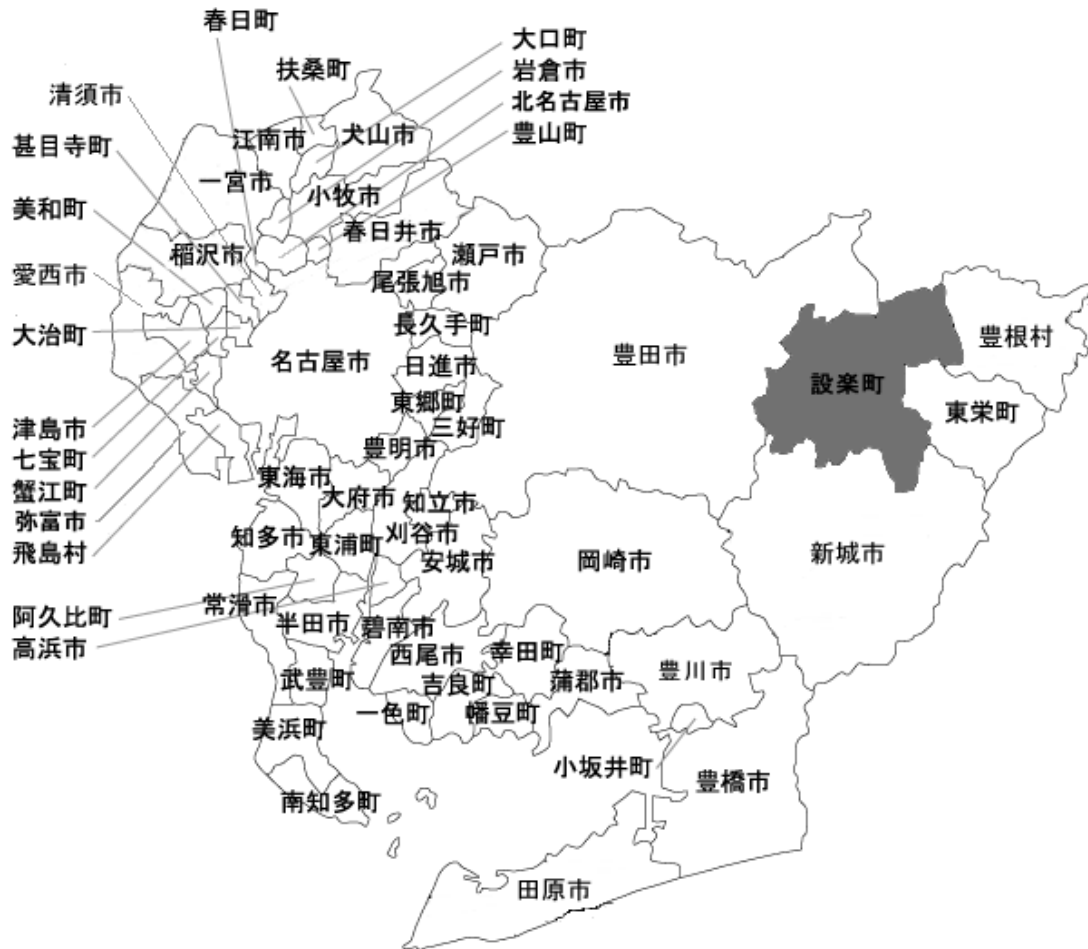 春日町
大口町
扶桑町
岩倉市
清須市
北名古屋市
江南市
犬山市
豊山町
甚目寺町
一宮市
小牧市
美和町
春日井市
稲沢市
瀬戸市
愛西市
尾張旭市
大治町
長久手町
豊根村
名古屋市
日進市
豊田市
設楽町
東郷町
東栄町
津島市
三好町
七宝町
豊明市
蟹江町
東海市
大府市
弥富市
知立市
飛島村
知多市
東浦町
刈谷市
安城市
岡崎市
新城市
阿久比町
常滑市
高浜市
半田市
碧南市
西尾市
幸田町
豊川市
武豊町
吉良町
蒲郡市
一色町
幡豆町
美浜町
小坂井町
豊橋市
南知多町
田原市